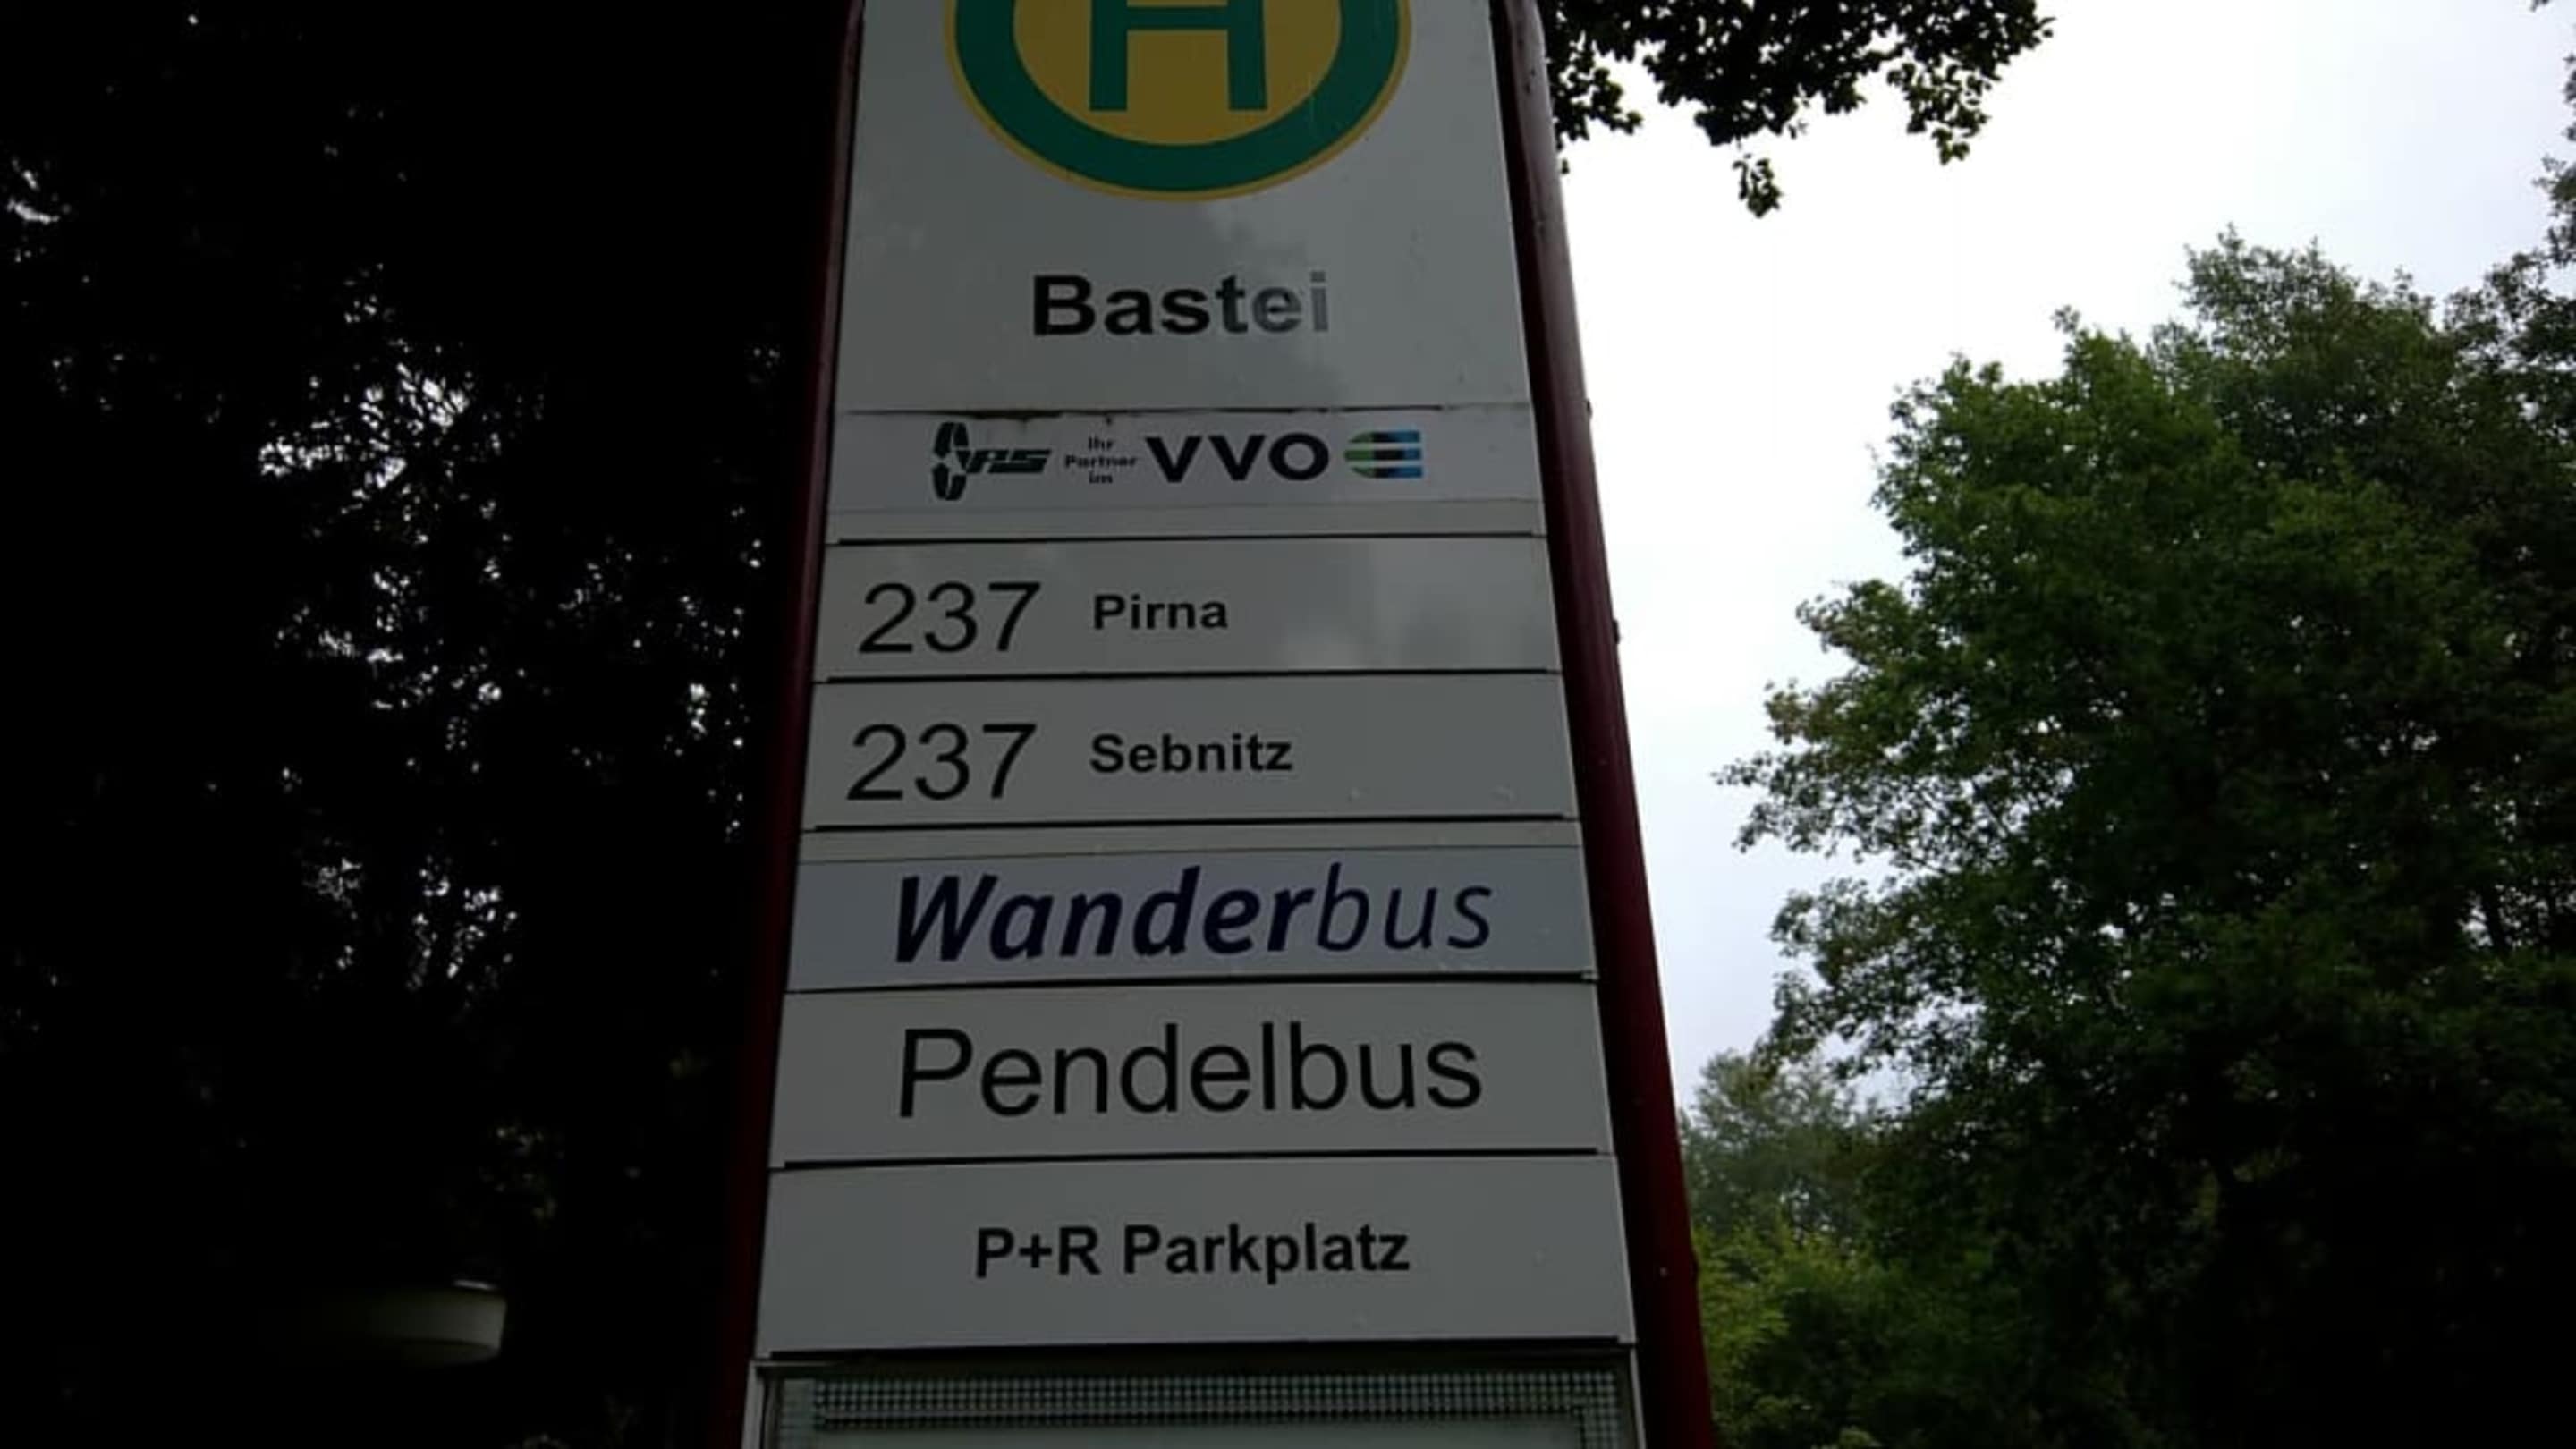 H
Bastei
Ihr
Partner
im
VVO
237 Pirna
237 Sebnitz
Wanderbus
Pendelbus
P+R Parkplatz